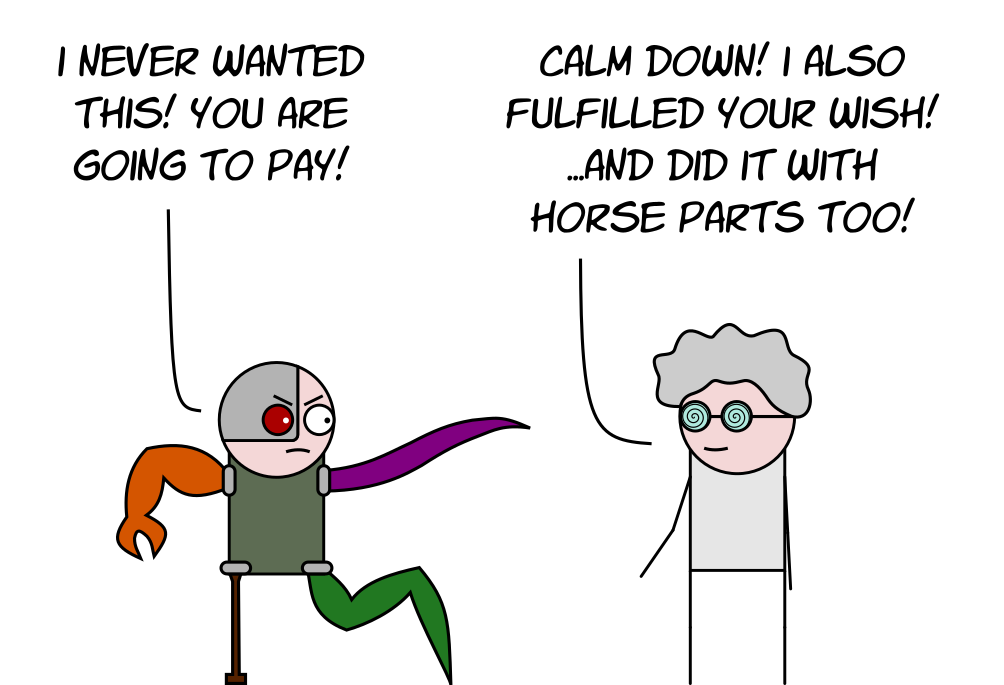 I NEVER WANTED
THIS! YOU ARE
GOING TO PAY!
CALM DOWN! I ALSO
FULFILLED YOUR WISH!
...AND DID IT WITH
HORSE PARTS TOO!